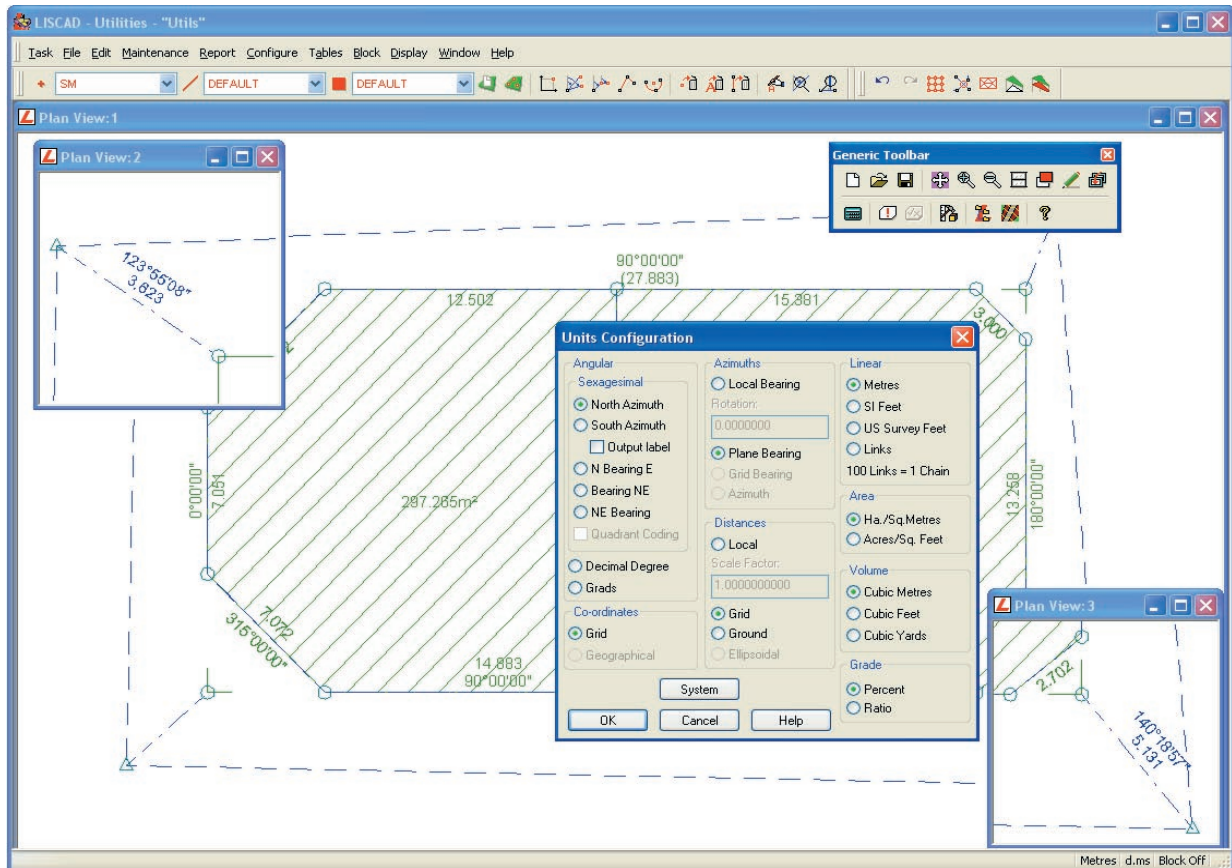 LISCAD - Utilities - "Utils"
Task File Edit Maintenance Report Configure Tables Block Display Window Help
SM DEFAULT DEFAULT
Plan View:1
Plan View:2
123°55'08"
3.623
Generic Toolbar
90°00'00"
(27.883)
12.502
15.381
3.000
0°00'00"
7.051
297.265m²
7.072
315°00'00"
14.883
90°00'00"
13.258
180°00'00"
Units Configuration
Angular
Sexagesimal
North Azimuth
South Azimuth
Output label
N Bearing E
Bearing NE
NE Bearing
Quadrant Coding
Decimal Degree
Grads
Co-ordinates
Grid
Geographical
Azimuths
Local Bearing
Rotation:
0.0000000
Plane Bearing
Grid Bearing
Azimuth
Distances
Local
Scale Factor:
1.0000000000
Grid
Ground
Ellipsoidal
Linear
Metres
SI Feet
US Survey Feet
Links
100 Links = 1 Chain
Area
Ha./Sq.Metres
Acres/Sq. Feet
Volume
Cubic Metres
Cubic Feet
Cubic Yards
Grade
Percent
Ratio
System
OK Cancel Help
Plan View:3
2.702
140°18'57"
5.131
Metres d.ms Block Off